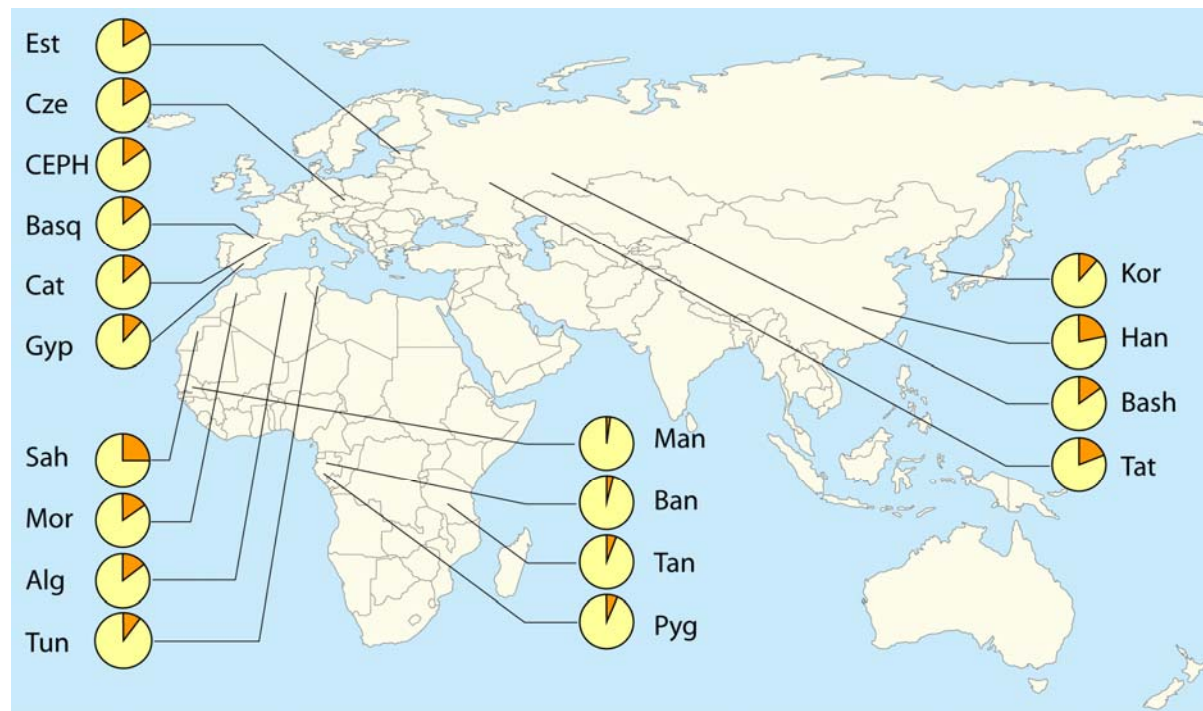 Est
Cze
CEPH
Basq
Cat
Gyp
Sah
Mor
Alg
Tun
Man
Ban
Tan
Pyg
Kor
Han
Bash
Tat